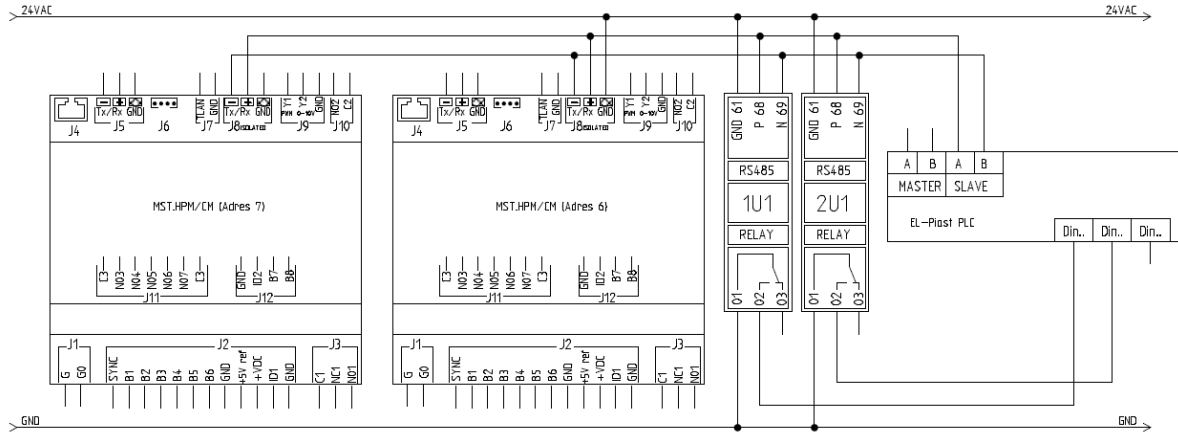 24VAC 24VAC
J4 Tx/Rx GND J5 J6 TLAN GND J7 Tx/Rx GND J8 ISOLATED Y1 Y2 GND PWM 0-10V J9 NO2 C2 J10
MST.HPM/CM (Adres 7)
C3 NO3 NO4 NO5 NO6 NO7 C3 J11
GND ID2 B7 B8 J12
J1 J2 J3
G G0 SYNC B1 B2 B3 B4 B5 B6 GND +5V ref +VDC ID1 GND C1 NC1 NO1
J4 Tx/Rx GND J5 J6 TLAN GND J7 Tx/Rx GND J8 ISOLATED Y1 Y2 GND PWM 0-10V J9 NO2 C2 J10
MST.HPM/CM (Adres 6)
C3 NO3 NO4 NO5 NO6 NO7 C3 J11
GND ID2 B7 B8 J12
J1 J2 J3
G G0 SYNC B1 B2 B3 B4 B5 B6 GND +5V ref +VDC ID1 GND C1 NC1 NO1
GND 61 P 68 N 69
RS485
1U1
RELAY
01 02 03
GND 61 P 68 N 69
RS485
2U1
RELAY
01 02 03
A B A B
MASTER SLAVE
EL-Piast PLC
Din.. Din.. Din..
GND GND